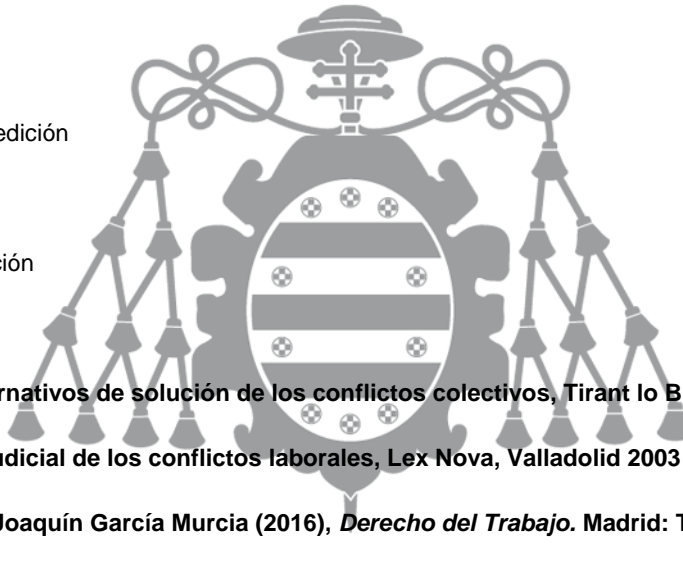 edición
ción
rnativos de solución de los conflictos colectivos, Tirant lo B
udicial de los conflictos laborales, Lex Nova, Valladolid 2003
Joaquín García Murcia (2016), Derecho del Trabajo. Madrid: T